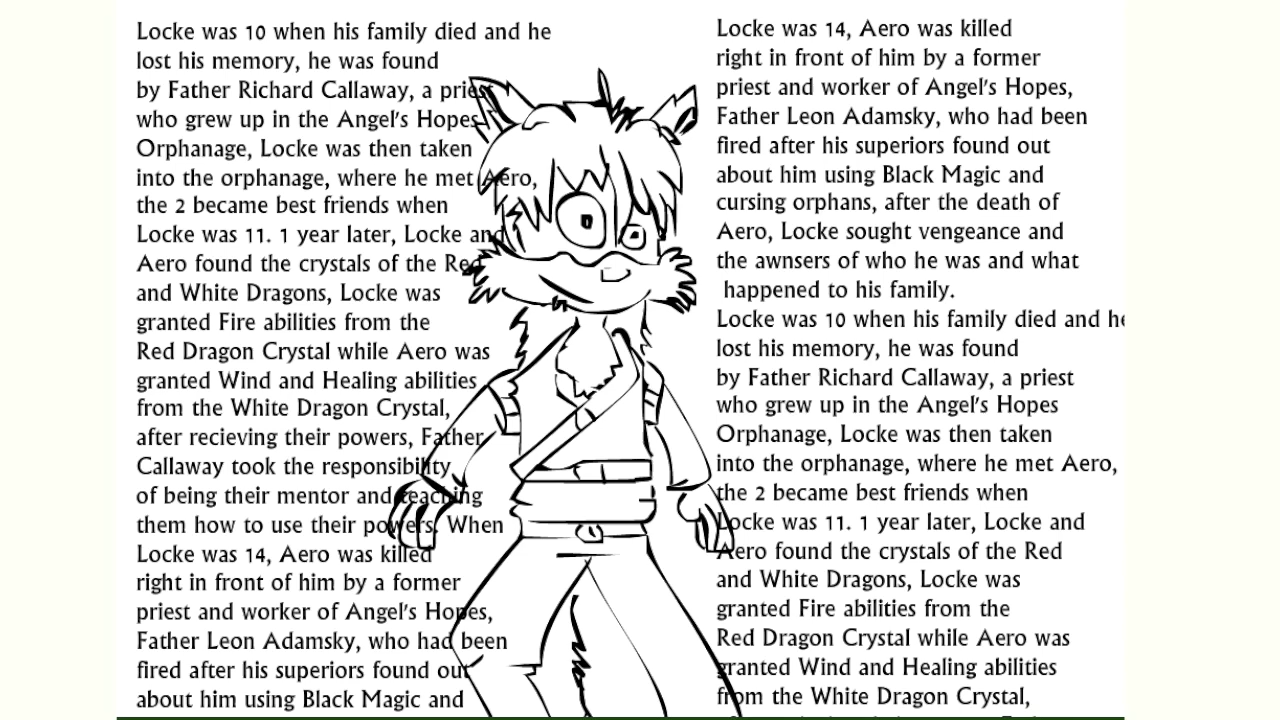 Locke was 10 when his family died and he
lost his memory, he was found
by Father Richard Callaway, a priest
who grew up in the Angel's Hopes
Orphanage, Locke was then taken
into the orphanage, where he met Aero,
the 2 became best friends when
Locke was 11. 1 year later, Locke and
Aero found the crystals of the Red
and White Dragons, Locke was
granted Fire abilities from the
Red Dragon Crystal while Aero was
granted Wind and Healing abilities
from the White Dragon Crystal,
after recieving their powers, Father
Callaway took the responsibility
of being their mentor and teaching
them how to use their powers. When
Locke was 14, Aero was killed
right in front of him by a former
priest and worker of Angel's Hopes,
Father Leon Adamsky, who had been
fired after his superiors found out
about him using Black Magic and
Locke was 14, Aero was killed
right in front of him by a former
priest and worker of Angel's Hopes,
Father Leon Adamsky, who had been
fired after his superiors found out
about him using Black Magic and
cursing orphans, after the death of
Aero, Locke sought vengeance and
the awnsers of who he was and what
happened to his family.
Locke was 10 when his family died and he
lost his memory, he was found
by Father Richard Callaway, a priest
who grew up in the Angel's Hopes
Orphanage, Locke was then taken
into the orphanage, where he met Aero,
the 2 became best friends when
Locke was 11. 1 year later, Locke and
Aero found the crystals of the Red
and White Dragons, Locke was
granted Fire abilities from the
Red Dragon Crystal while Aero was
granted Wind and Healing abilities
from the White Dragon Crystal,